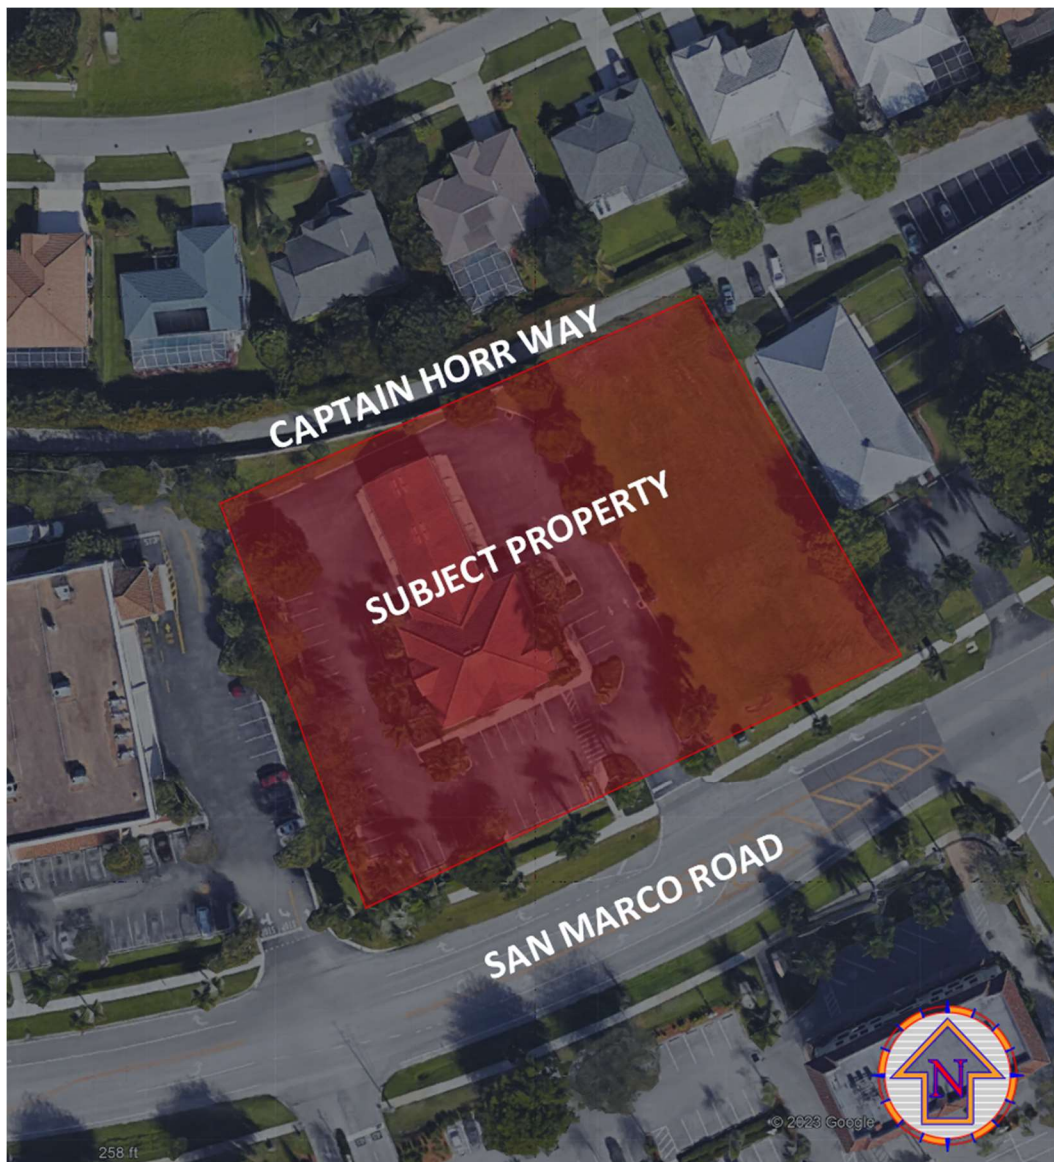 CAPTAIN HORR WAY
SUBJECT PROPERTY
SAN MARCO ROAD
N
© 2023 Google
258 ft